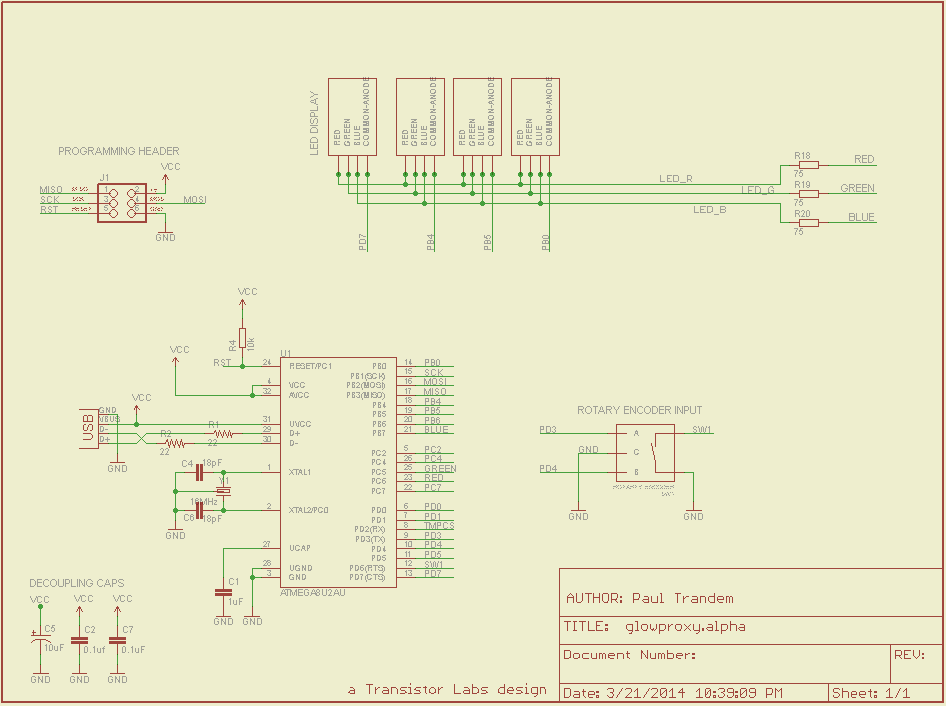 LED DISPLAY
RED GREEN BLUE COMMON-ANODE
RED GREEN BLUE COMMON-ANODE
RED GREEN BLUE COMMON-ANODE
RED GREEN BLUE COMMON-ANODE
LED_R
LED_G
LED_B
R18 RED
75
R19 GREEN
75
R20 BLUE
75
PD7 PB4 PB5 PB0
PROGRAMMING HEADER
VCC
J1
MISO 1 2
SCK 3 4 MOSI
RST 5 6
GND
VCC
R4 10k
VCC
RST
U1
24 RESET/PC1 PB0 14 PB0
PB1(SCK) 15 SCK
4 VCC PB2(MOSI) 16 MOSI
32 AVCC PB3(MISO) 17 MISO
PB4 18 PB4
PB5 19 PB5
31 UVCC PB6 20 PB6
29 D+ PB7 21 BLUE
30 D-
PC2 5 PC2
PC4 26 PC4
1 XTAL1 PC5 25 GREEN
PC6 23 RED
PC7 22 PC7
2 XTAL2/PC0 PD0 6 PD0
PD1 7 PD1
PD2(RX) 8 TMPCS
PD3(TX) 9 PD3
27 UCAP PD4 10 PD4
PD5 11 PD5
28 UGND PD6(RTS) 12 SW1
3 GND PD7(CTS) 13 PD7
ATMEGA8U2AU
VCC
USB
GND
VBUS
D-
D+
R1
22
R2
22
GND
C4 18pF
Y1
16MHz
C6 18pF
GND
C1
1uF
GND GND
ROTARY ENCODER INPUT
PD3 A SW1
GND C
PD4 B
ROTARY ENCODER
SW1
GND GND
DECOUPLING CAPS
VCC VCC VCC
C5 C2 C7
10uF 0.1uf 0.1uF
GND GND GND
a Transistor Labs design
AUTHOR: Paul Trandem
TITLE: glowproxy.alpha
Document Number: REV:
Date: 3/21/2014 10:39:09 PM Sheet: 1/1